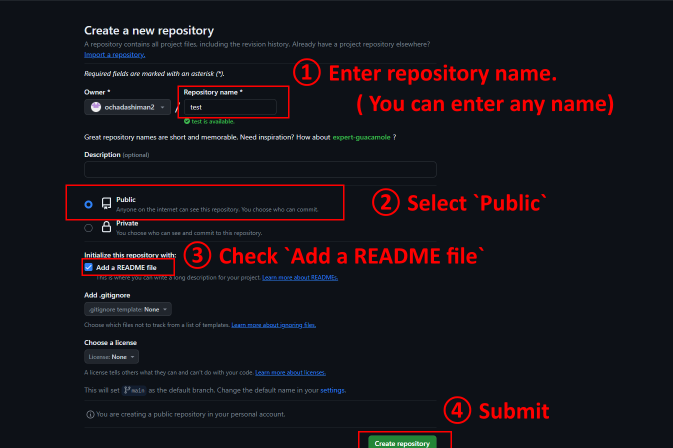 Create a new repository
A repository contains all project files, including the revision history. Already have a project repository elsewhere?
Import a repository.
Required fields are marked with an asterisk (*).
① Enter repository name.
( You can enter any name)
Owner * Repository name *
ochadashiman2 / test
test is available.
Great repository names are short and memorable. Need inspiration? How about expert-guacamole ?
Description (optional)
Public
Anyone on the internet can see this repository. You choose who can commit.
② Select `Public`
Private
You choose who can see and commit to this repository.
Initialize this repository with:
③ Check `Add a README file`
Add a README file
This is where you can write a long description for your project. Learn more about READMEs.
Add .gitignore
.gitignore template: None
Choose which files not to track from a list of templates. Learn more about ignoring files.
Choose a license
License: None
A license tells others what they can and can't do with your code. Learn more about licenses.
This will set main as the default branch. Change the default name in your settings.
You are creating a public repository in your personal account.
④ Submit
Create repository